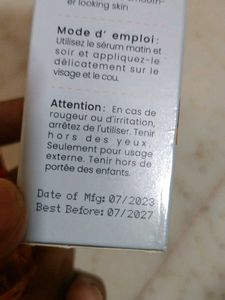 er looking skin
Mode d' emploi:
Utilisez le sérum matin et
soir et appliquez-le
délicatement sur le
visage et le cou.
Attention: En cas de
rougeur ou d'irritation,
arrêtez de l'utiliser. Tenir
hors des yeux.
Seulement pour usage
externe. Tenir hors de
portée des enfants.
Date of Mfg: 07/2023
Best Before: 07/2027